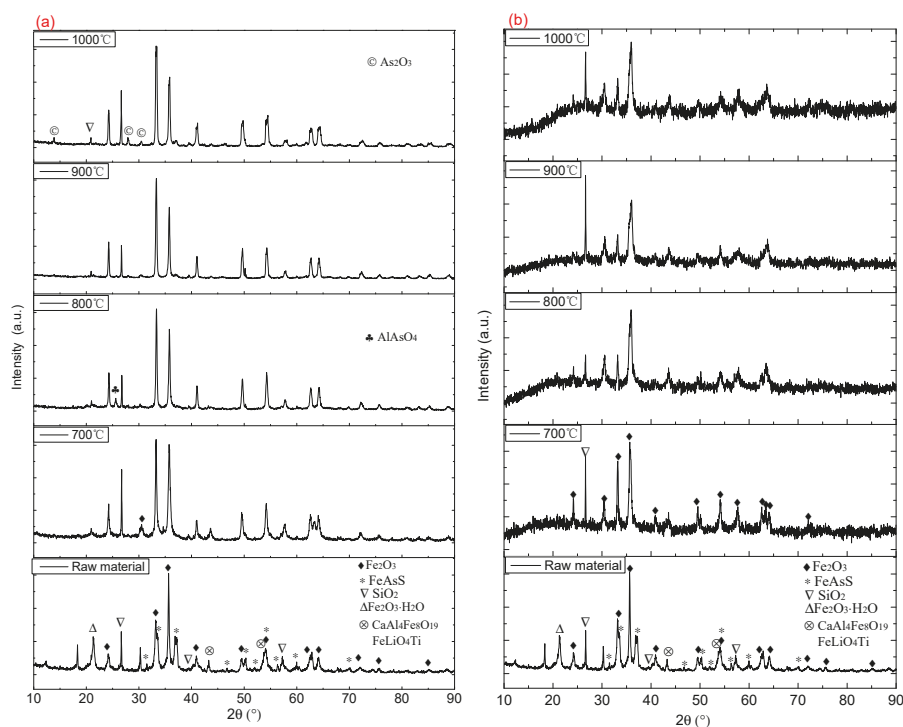 (a)
1000℃
© As₂O₃
©
∇
©
©
900℃
800℃
♣ AlAsO₄
♣
700℃
♦
Raw material
♦Fe₂O₃
* FeAsS
∇ SiO₂
ΔFe₂O₃·H₂O
⊗ CaAl₄Fe₈O₁₉
FeLiO₄Ti
10 20 30 40 50 60 70 80 90
2θ (°)
Intensity (a.u.)
(b)
1000℃
900℃
800℃
700℃
Raw material
♦ Fe₂O₃
* FeAsS
∇ SiO₂
ΔFe₂O₃·H₂O
⊗ CaAl₄Fe₈O₁₉
FeLiO₄Ti
10 20 30 40 50 60 70 80 90
2θ (°)
Intensity (a.u.)